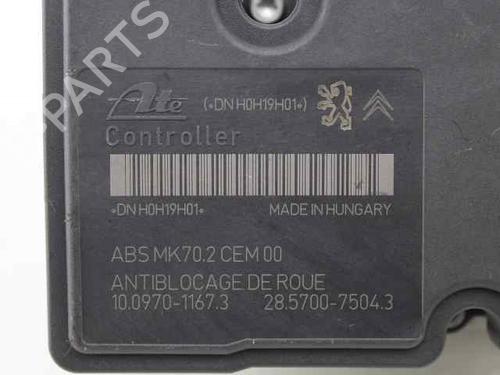 PARTS
Ate
(*DN H0H19H01*)
Controller
*DN H0H19H01*
MADE IN HUNGARY
ABS MK70.2 CEM 00
ANTIBLOCAGE DE ROUE
10.0970-1167.3 28.5700-7504.3